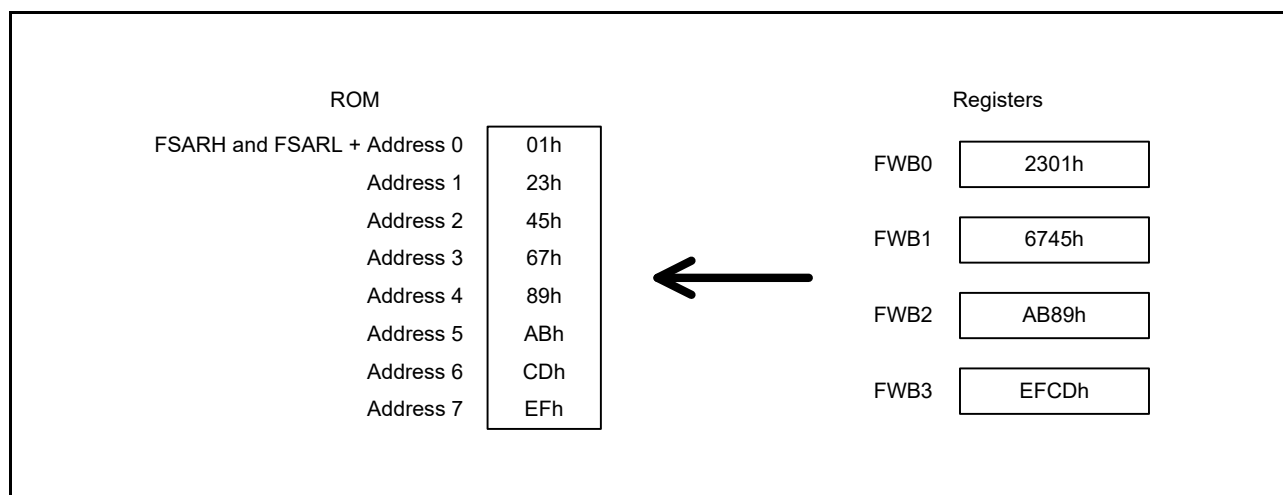 ROM
FSARH and FSARL + Address 0 01h
Address 1 23h
Address 2 45h
Address 3 67h
Address 4 89h
Address 5 ABh
Address 6 CDh
Address 7 EFh
Registers
FWB0 2301h
FWB1 6745h
FWB2 AB89h
FWB3 EFCDh